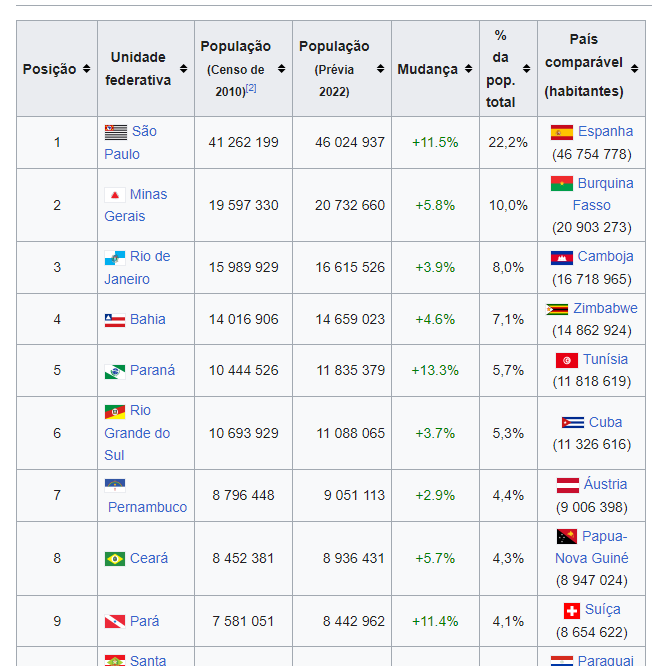 Posição
Unidade federativa
População (Censo de 2010)[2]
População (Prévia 2022)
Mudança
% da pop. total
País comparável (habitantes)
1 São Paulo 41 262 199 46 024 937 +11.5% 22,2% Espanha (46 754 778)
2 Minas Gerais 19 597 330 20 732 660 +5.8% 10,0% Burquina Fasso (20 903 273)
3 Rio de Janeiro 15 989 929 16 615 526 +3.9% 8,0% Camboja (16 718 965)
4 Bahia 14 016 906 14 659 023 +4.6% 7,1% Zimbabwe (14 862 924)
5 Paraná 10 444 526 11 835 379 +13.3% 5,7% Tunísia (11 818 619)
6 Rio Grande do Sul 10 693 929 11 088 065 +3.7% 5,3% Cuba (11 326 616)
7 Pernambuco 8 796 448 9 051 113 +2.9% 4,4% Áustria (9 006 398)
8 Ceará 8 452 381 8 936 431 +5.7% 4,3% Papua-Nova Guiné (8 947 024)
9 Pará 7 581 051 8 442 962 +11.4% 4,1% Suíça (8 654 622)
Santa Paraguai